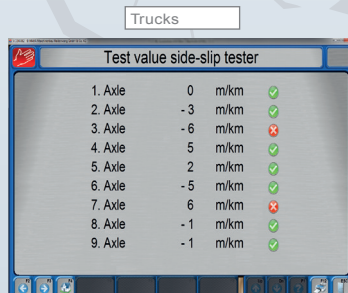 Trucks
Test value side-slip tester
1. Axle 0 m/km
2. Axle - 3 m/km
3. Axle - 6 m/km
4. Axle 5 m/km
5. Axle 2 m/km
6. Axle - 5 m/km
7. Axle 6 m/km
8. Axle - 1 m/km
9. Axle - 1 m/km